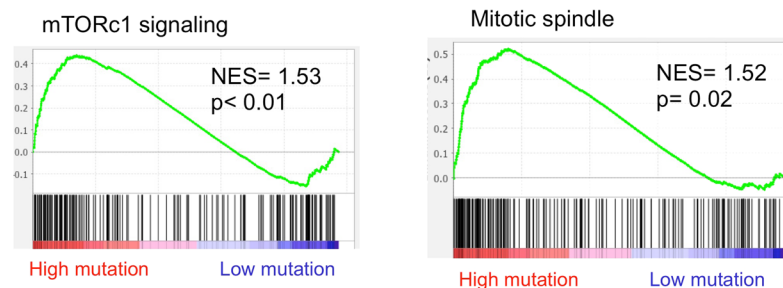 mTORc1 signaling
NES= 1.53
p< 0.01
0.4
0.3
0.2
0.1
0.0
-0.1
High mutation
Low mutation
Mitotic spindle
NES= 1.52
p= 0.02
0.5
0.4
0.3
0.2
0.1
0.0
High mutation
Low mutation